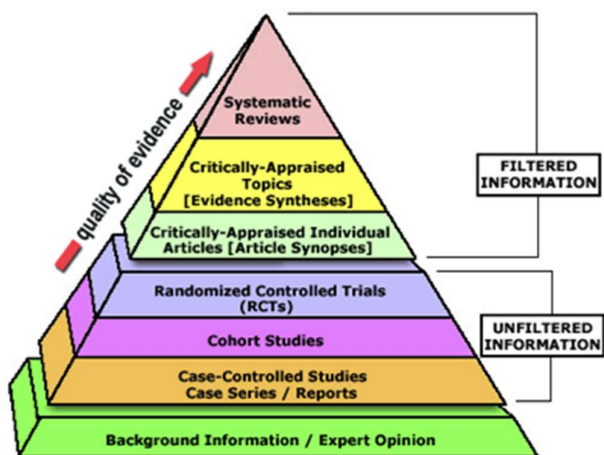 quality of evidence
Systematic
Reviews
Critically-Appraised
Topics
[Evidence Syntheses]
Critically-Appraised Individual
Articles [Article Synopses]
Randomized Controlled Trials
(RCTs)
Cohort Studies
Case-Controlled Studies
Case Series / Reports
Background Information / Expert Opinion
FILTERED
INFORMATION
UNFILTERED
INFORMATION